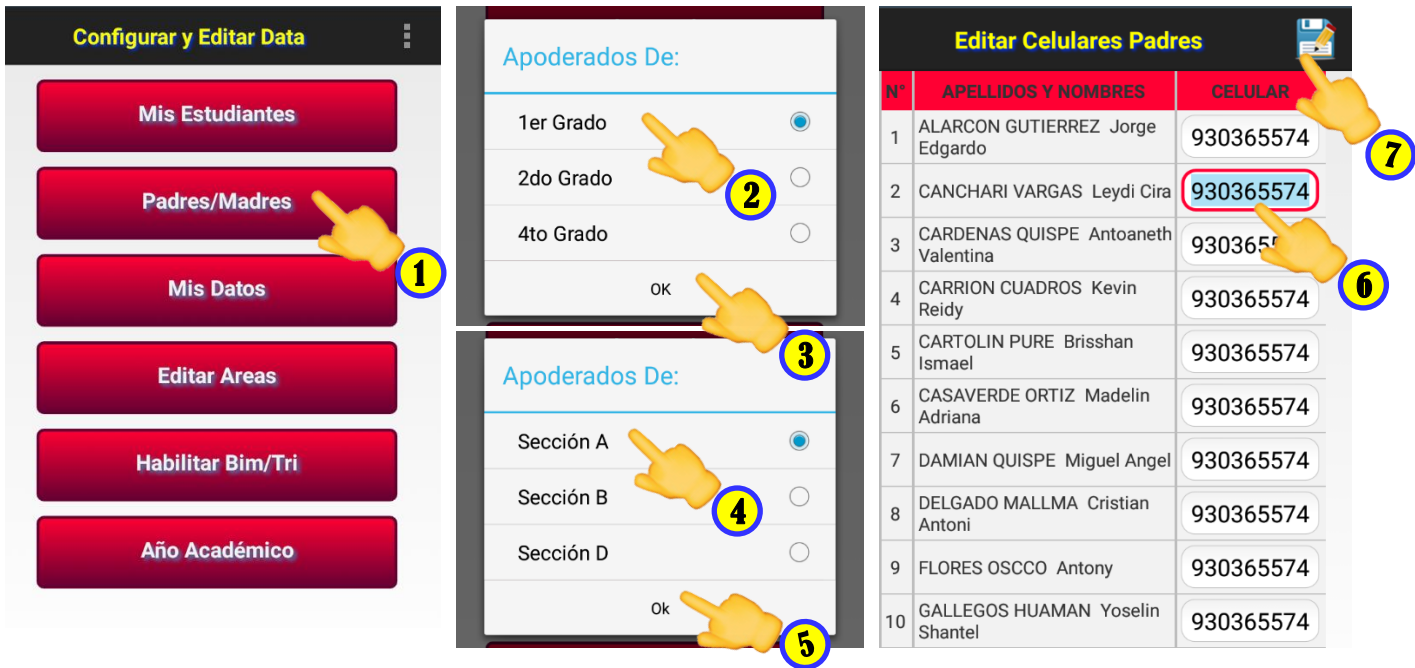 Configurar y Editar Data
Mis Estudiantes
Padres/Madres
1
Mis Datos
Editar Areas
Habilitar Bim/Tri
Año Académico
Apoderados De:
1er Grado
2do Grado
2
4to Grado
OK
3
Apoderados De:
Sección A
Sección B
4
Sección D
Ok
5
Editar Celulares Padres
7
N° APELLIDOS Y NOMBRES CELULAR
1 ALARCON GUTIERREZ Jorge
Edgardo 930365574
2 CANCHARI VARGAS Leydi Cira 930365574
6
3 CARDENAS QUISPE Antoaneth
Valentina
4 CARRION CUADROS Kevin
Reidy 930365574
5 CARTOLIN PURE Brisshan
Ismael 930365574
6 CASAVERDE ORTIZ Madelin
Adriana 930365574
7 DAMIAN QUISPE Miguel Angel 930365574
8 DELGADO MALLMA Cristian
Antoni 930365574
9 FLORES OSCCO Antony 930365574
10 GALLEGOS HUAMAN Yoselin
Shantel 930365574